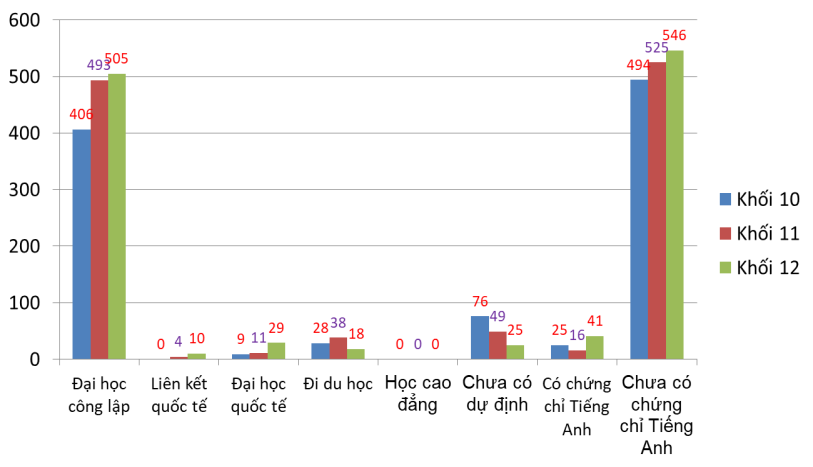 600
500
400
300
200
100
0
406 493 505
0 4 10
9 11 29
28 38 18
0 0 0
76 49 25
25 16 41
494 525 546
Đại học
công lập
Liên kết
quốc tế
Đại học
quốc tế
Đi du học
Học cao
đẳng
Chưa có
dự định
Có chứng
chỉ Tiếng
Anh
Chưa có
chứng
chỉ Tiếng
Anh
Khối 10
Khối 11
Khối 12